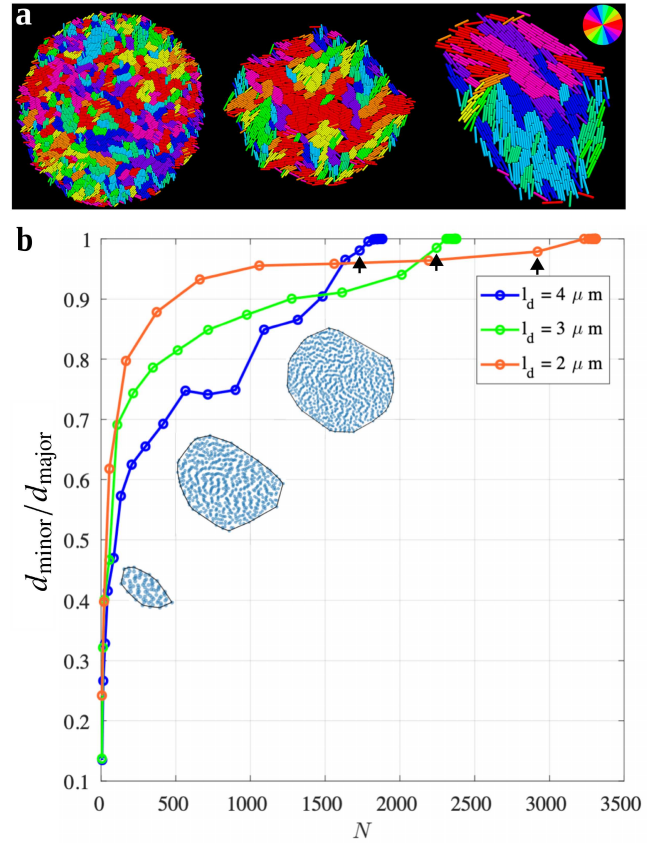 a
b
1
0.9
0.8
0.7
0.6
0.5
0.4
0.3
0.2
0.1
d_minor/d_major
l_d = 4 μ m
l_d = 3 μ m
l_d = 2 μ m
0 500 1000 1500 2000 2500 3000 3500
N